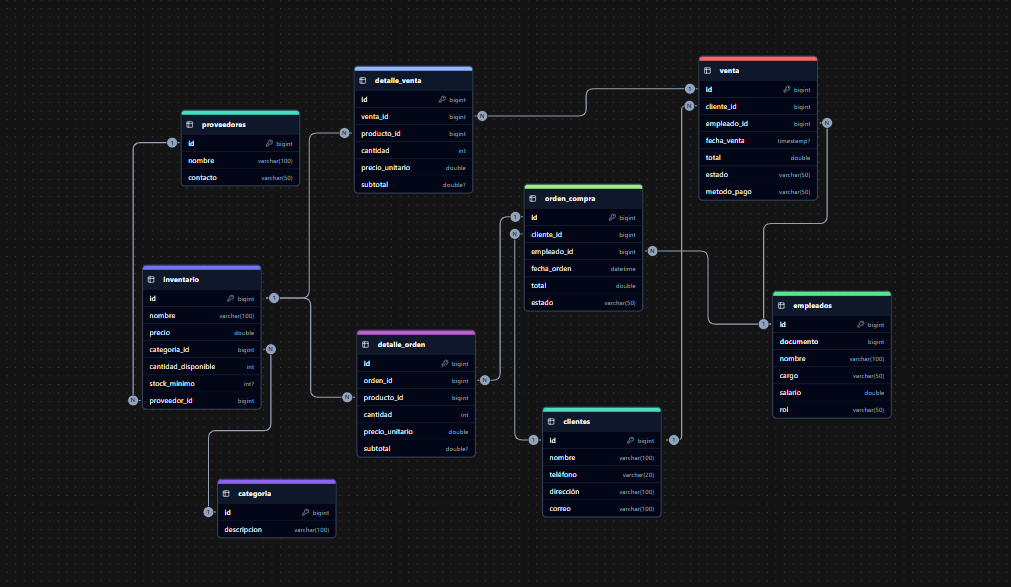 detalle_venta
id bigint
venta_id bigint
producto_id bigint
cantidad int
precio_unitario double
subtotal double?
venta
id bigint
cliente_id bigint
empleado_id bigint
fecha_venta timestamp?
total double
estado varchar(50)
metodo_pago varchar(50)
proveedores
id bigint
nombre varchar(100)
contacto varchar(50)
orden_compra
id bigint
cliente_id bigint
empleado_id bigint
fecha_orden datetime
total double
estado varchar(50)
inventario
id bigint
nombre varchar(100)
precio double
categoria_id bigint
cantidad_disponible int
stock_minimo int?
proveedor_id bigint
empleados
id bigint
documento bigint
nombre varchar(100)
cargo varchar(50)
salario double
rol varchar(50)
detalle_orden
id bigint
orden_id bigint
producto_id bigint
cantidad int
precio_unitario double
subtotal double?
clientes
id bigint
nombre varchar(100)
teléfono varchar(20)
dirección varchar(100)
correo varchar(100)
categoria
id bigint
descripcion varchar(100)
1
N
1
N
1
N
1
N
1
N
1
N
N
1
N
1
N
N
1
1